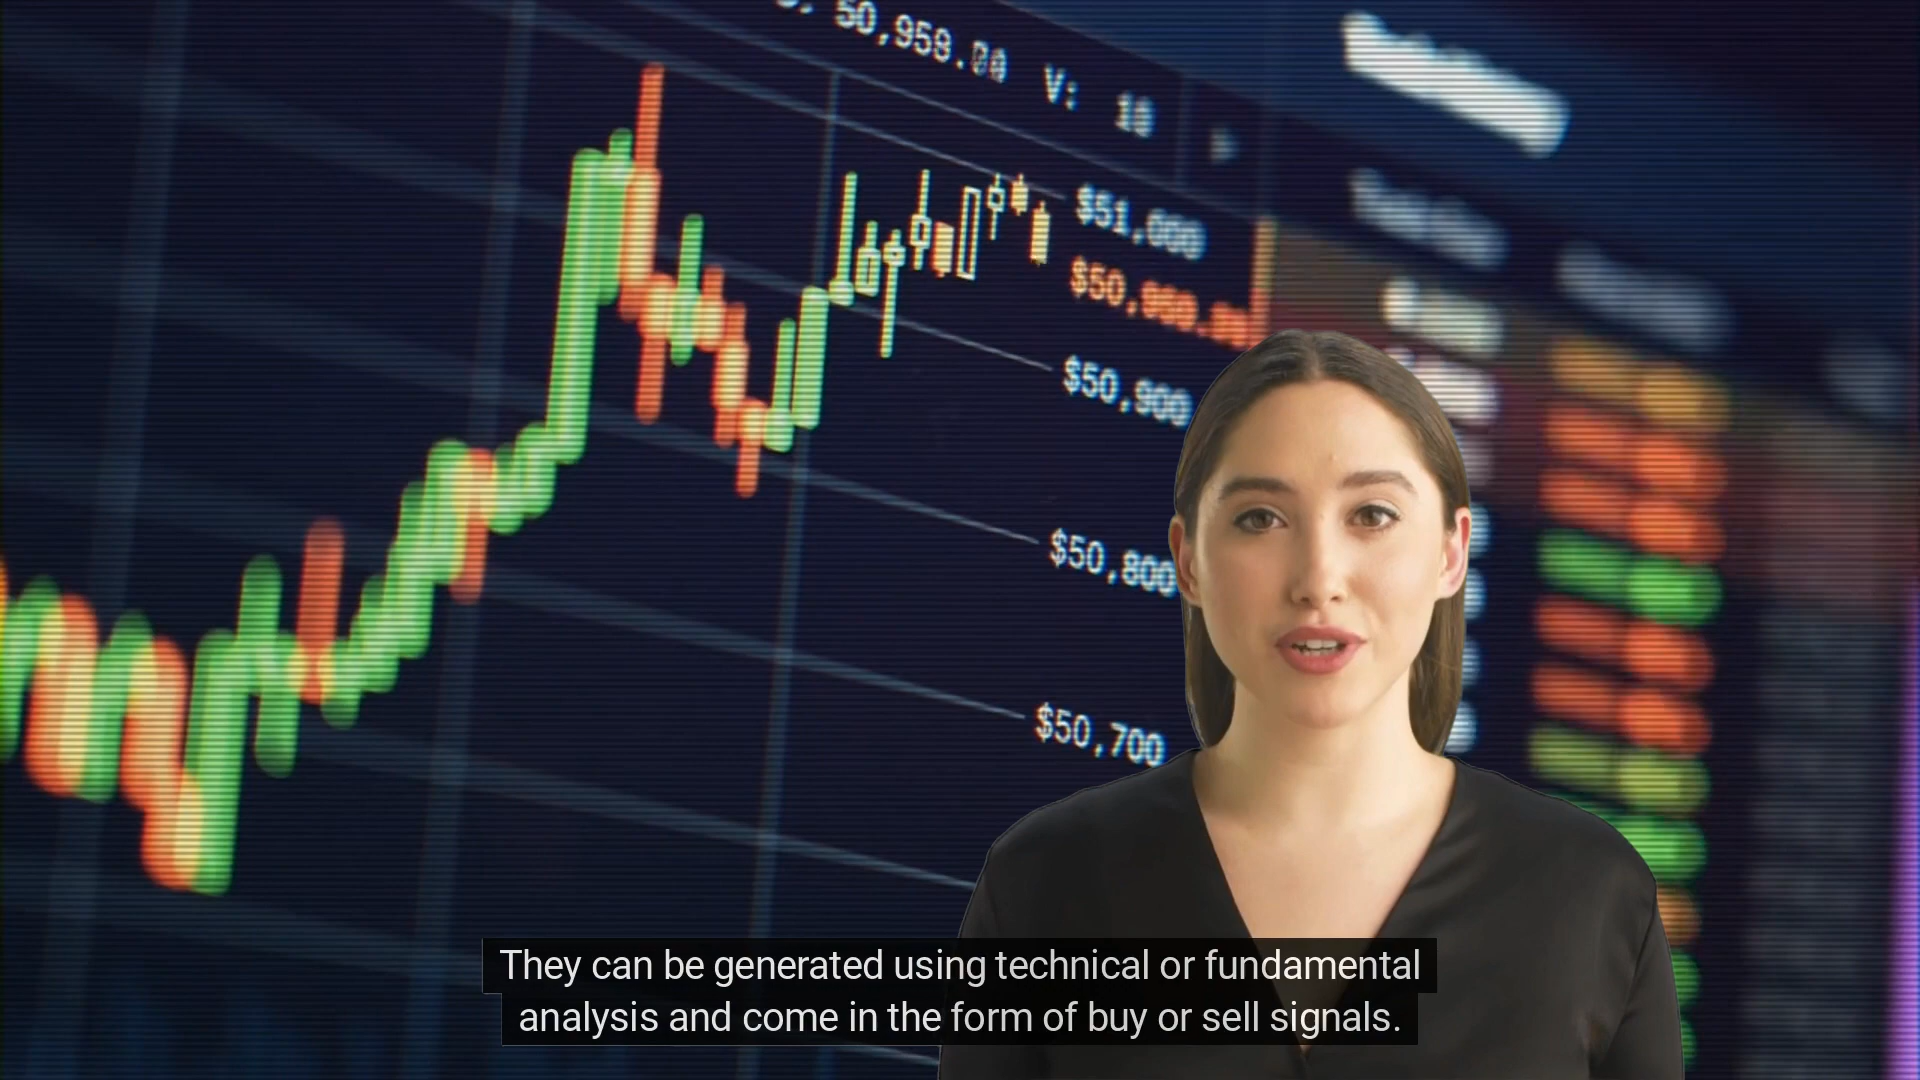 50,958.00 V: 10
$51,000
$50,900
$50,800
$50,700
They can be generated using technical or fundamental
analysis and come in the form of buy or sell signals.